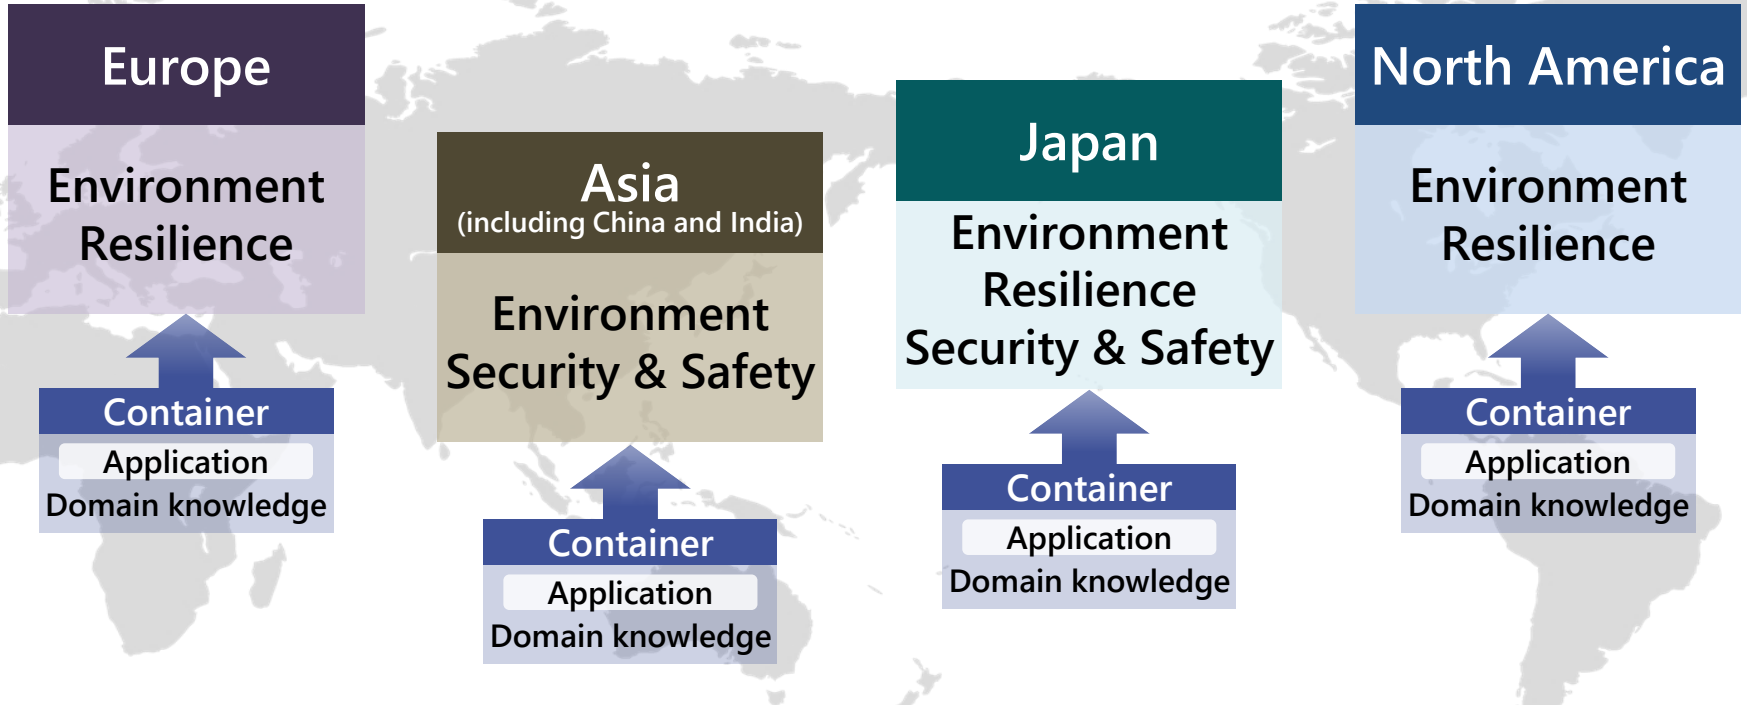 Europe
Environment
Resilience
Container
Application
Domain knowledge
Asia
(including China and India)
Environment
Security & Safety
Container
Application
Domain knowledge
Japan
Environment
Resilience
Security & Safety
Container
Application
Domain knowledge
North America
Environment
Resilience
Container
Application
Domain knowledge